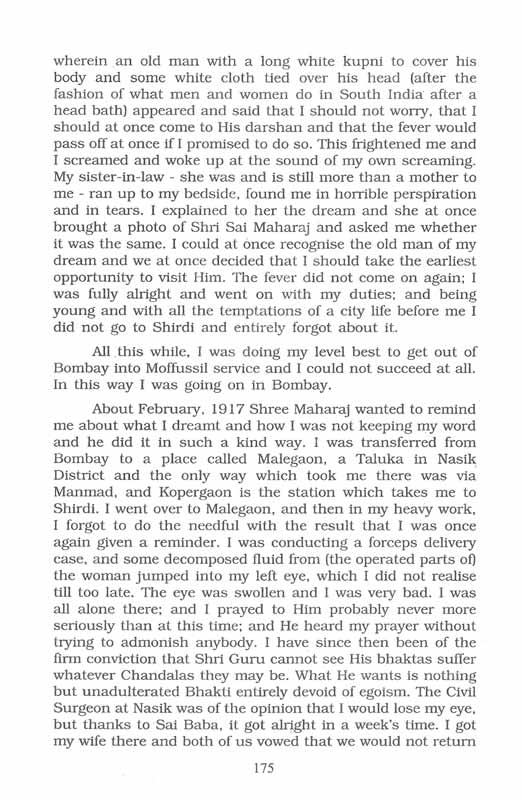 wherein an old man with a long white kupni to cover his
body and some white cloth tied over his head (after the
fashion of what men and women do in South India after a
head bath) appeared and said that I should not worry, that I
should at once come to His darshan and that the fever would
pass off at once if I promised to do so. This frightened me and
I screamed and woke up at the sound of my own screaming.
My sister-in-law - she was and is still more than a mother to
me - ran up to my bedside, found me in horrible perspiration
and in tears. I explained to her the dream and she at once
brought a photo of Shri Sai Maharaj and asked me whether
it was the same. I could at once recognise the old man of my
dream and we at once decided that I should take the earliest
opportunity to visit Him. The fever did not come on again; I
was fully alright and went on with my duties; and being
young and with all the temptations of a city life before me I
did not go to Shirdi and entirely forgot about it.
All this while, I was doing my level best to get out of
Bombay into Moffussil service and I could not succeed at all.
In this way I was going on in Bombay.
About February, 1917 Shree Maharaj wanted to remind
me about what I dreamt and how I was not keeping my word
and he did it in such a kind way. I was transferred from
Bombay to a place called Malegaon, a Taluka in Nasik
District and the only way which took me there was via
Manmad, and Kopergaon is the station which takes me to
Shirdi. I went over to Malegaon, and then in my heavy work,
I forgot to do the needful with the result that I was once
again given a reminder. I was conducting a forceps delivery
case, and some decomposed fluid from (the operated parts of)
the woman jumped into my left eye, which I did not realise
till too late. The eye was swollen and I was very bad. I was
all alone there; and I prayed to Him probably never more
seriously than at this time; and He heard my prayer without
trying to admonish anybody. I have since then been of the
firm conviction that Shri Guru cannot see His bhaktas suffer
whatever Chandalas they may be. What He wants is nothing
but unadulterated Bhakti entirely devoid of egoism. The Civil
Surgeon at Nasik was of the opinion that I would lose my eye,
but thanks to Sai Baba, it got alright in a week's time. I got
my wife there and both of us vowed that we would not return
175